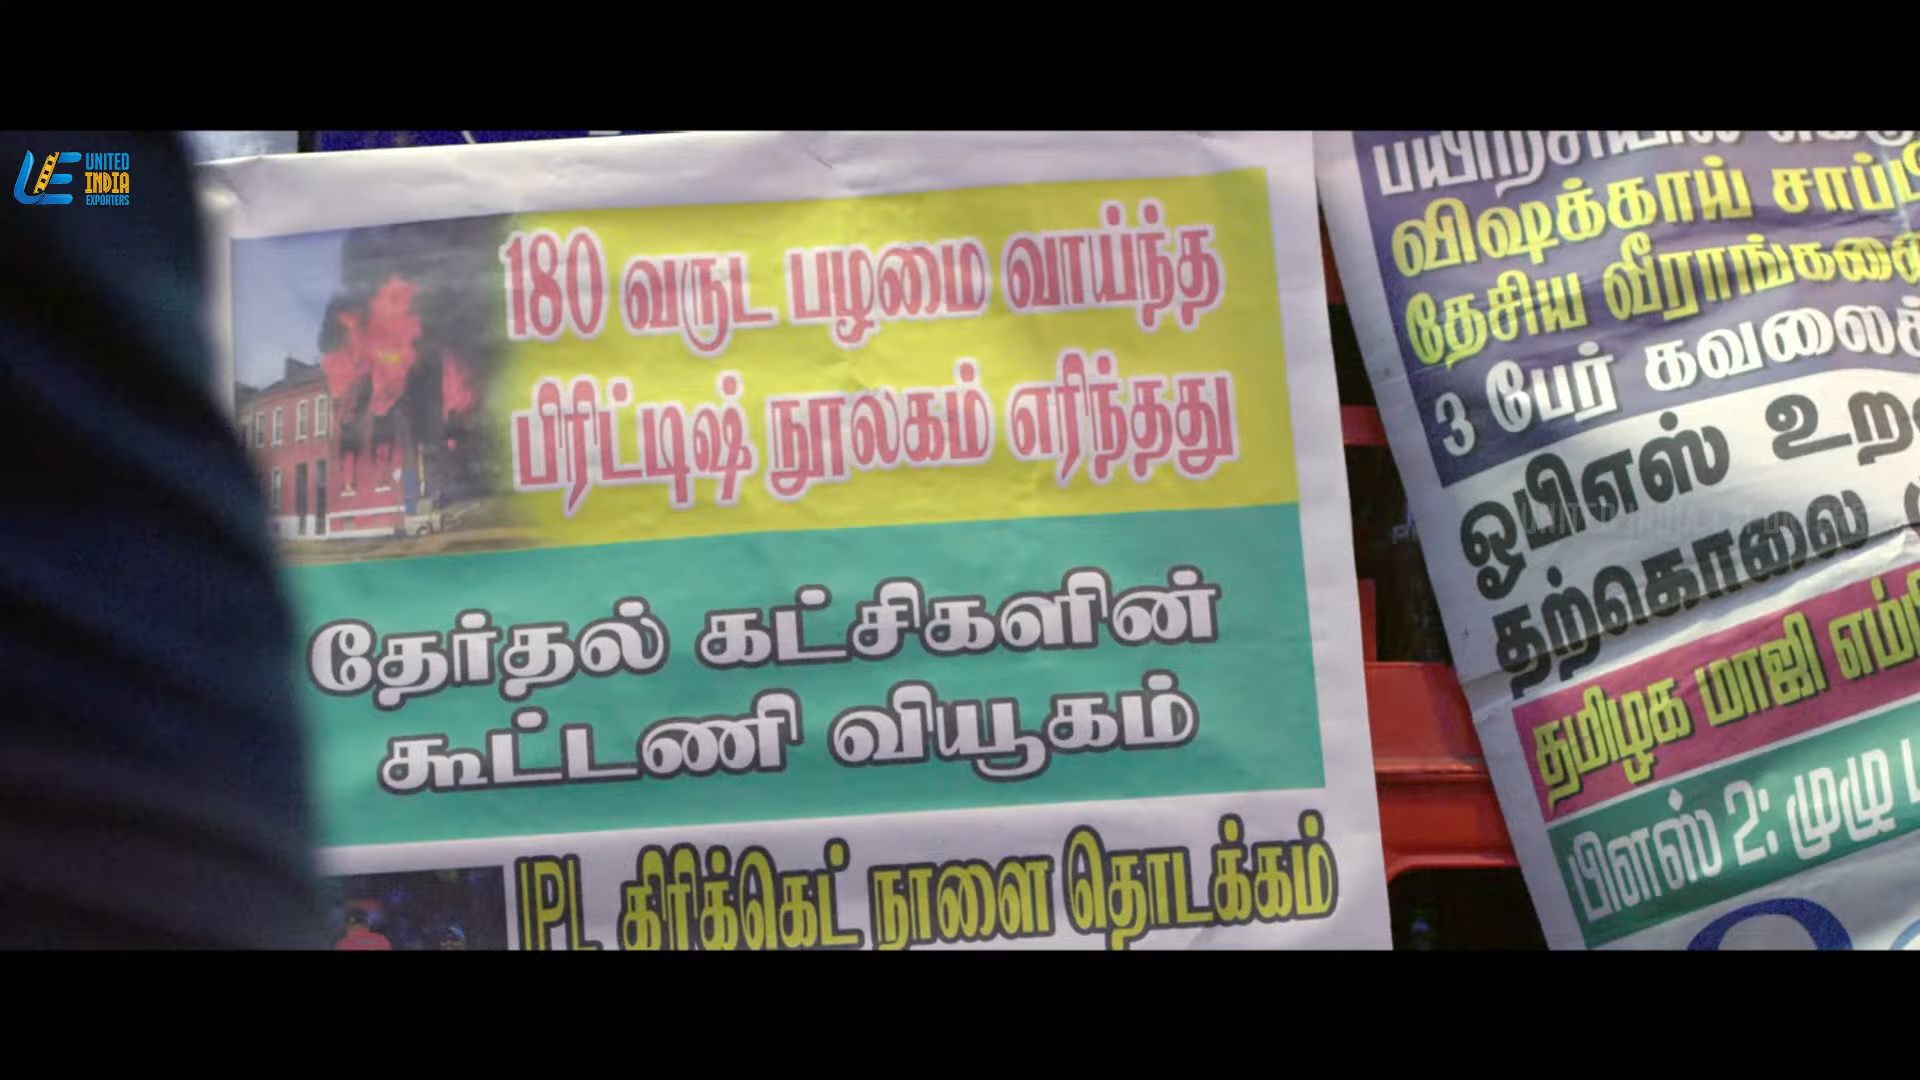 UNITED
INDIA
EXPORTERS
180 வருட பழமை வாய்ந்த
பிரிட்டிஷ் நூலகம் எரிந்தது
தேர்தல் கட்சிகளின்
கூட்டணி வியூகம்
IPL கிரிக்கெட் நாளை தொடக்கம்
விஷக்காய் சாப்பி
தேசிய வீராங்கனை
3 பேர் கவலைக்
ஓபிஎஸ் உற
தற்கொலை
தமிழக மாஜி எம்
பிளஸ் 2: முழு